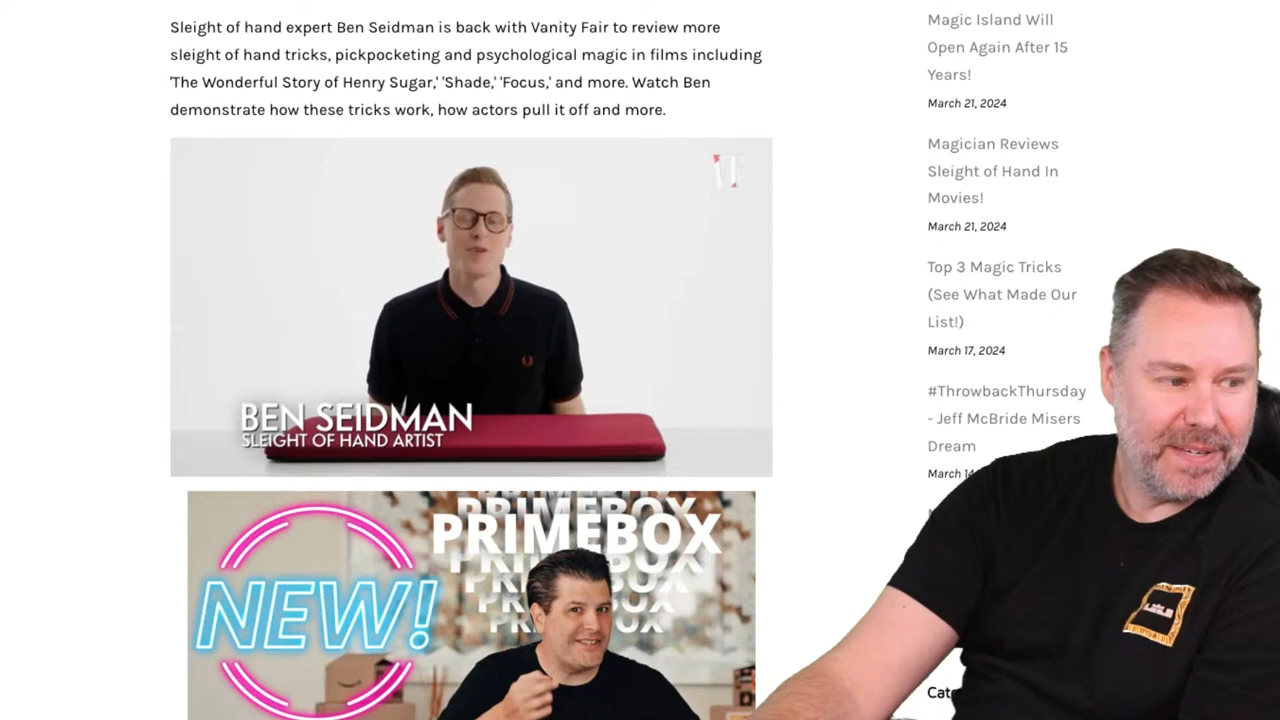 Sleight of hand expert Ben Seidman is back with Vanity Fair to review more
sleight of hand tricks, pickpocketing and psychological magic in films including
'The Wonderful Story of Henry Sugar,' 'Shade,' 'Focus,' and more. Watch Ben
demonstrate how these tricks work, how actors pull it off and more.
BEN SEIDMAN
SLEIGHT OF HAND ARTIST
NEW!
PRIMEBOX
Magic Island Will
Open Again After 15
Years!
March 21, 2024
Magician Reviews
Sleight of Hand In
Movies!
March 21, 2024
Top 3 Magic Tricks
(See What Made Our
List!)
March 17, 2024
#ThrowbackThursday
- Jeff McBride Misers
Dream
March 14